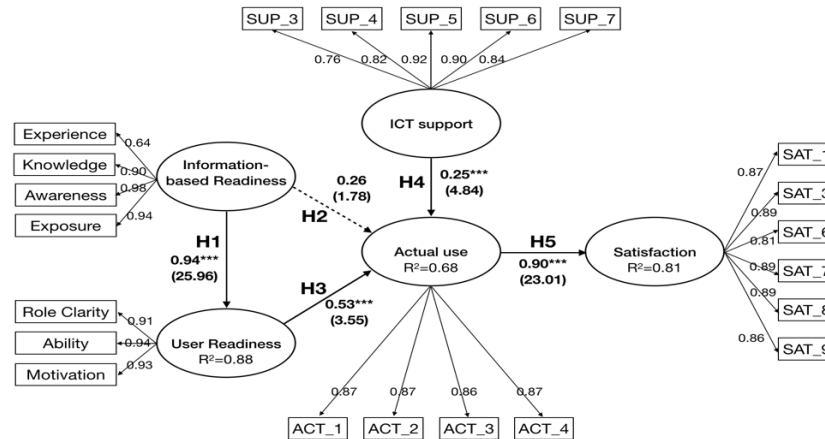 SUP_3 SUP_4 SUP_5 SUP_6 SUP_7
0.76 0.82 0.92 0.90 0.84
ICT support
Experience
Knowledge
Awareness
Exposure
0.64
0.90
0.98
0.94
Information-
based Readiness
H1
0.94***
(25.96)
0.26
(1.78)
H2
H4
0.25***
(4.84)
Role Clarity
Ability
Motivation
0.91
0.94
0.93
User Readiness
R²=0.88
H3
0.53***
(3.55)
Actual use
R²=0.68
H5
0.90***
(23.01)
Satisfaction
R²=0.81
0.87
0.89
0.81
0.89
0.89
0.86
SAT_
SAT_3
SAT_6
SAT_7
SAT_8
SAT_9
0.87 0.87 0.86 0.87
ACT_1 ACT_2 ACT_3 ACT_4